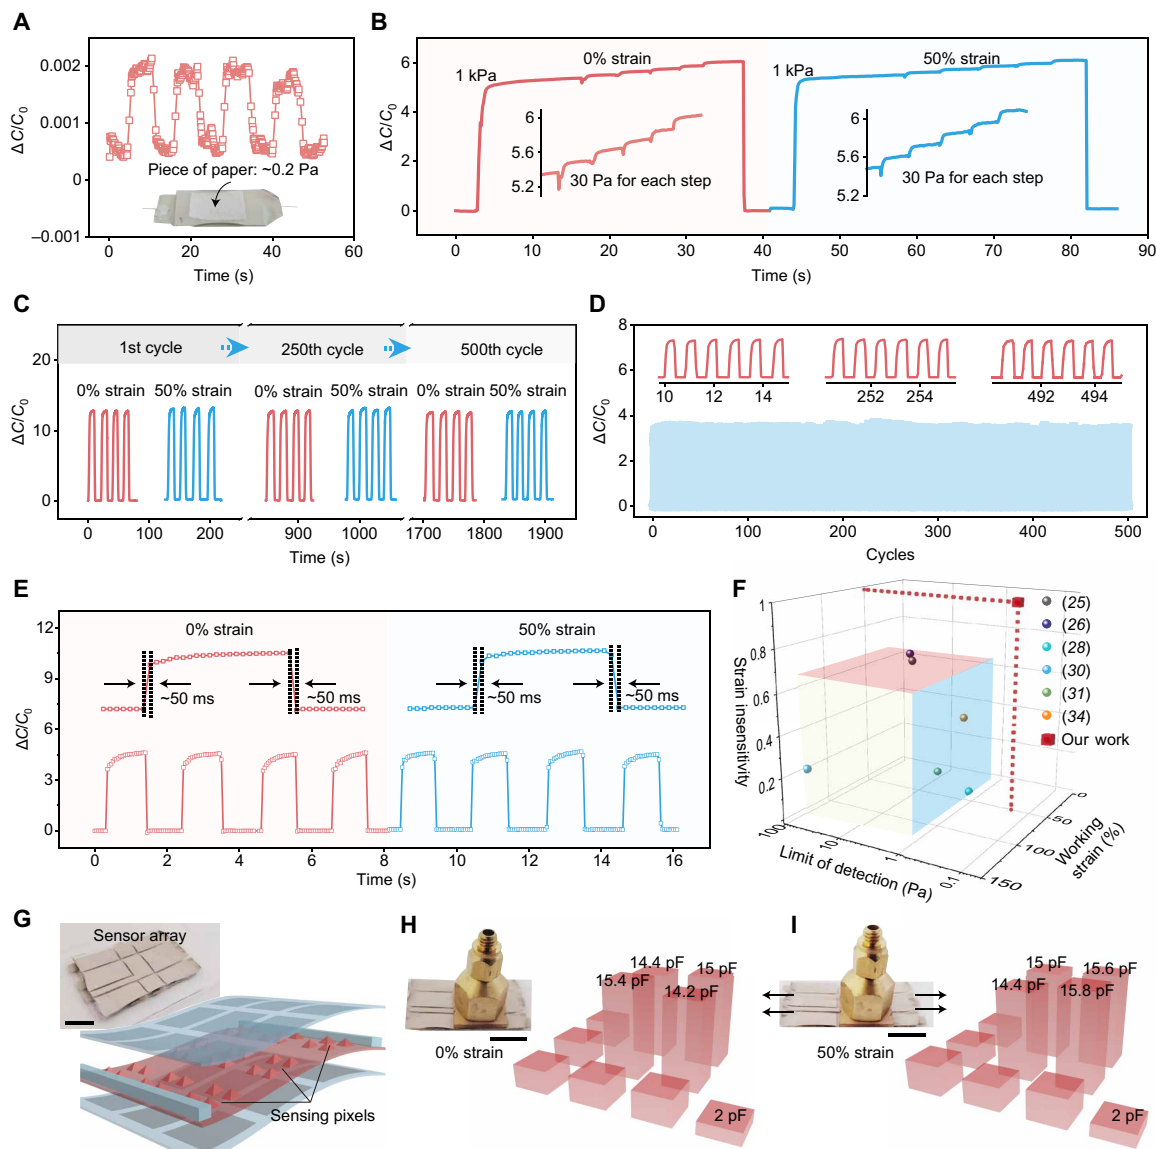 A
ΔC/C0
0.002
0.001
0
–0.001
Piece of paper: ~0.2 Pa
0 20 40 60
Time (s)
B
ΔC/C0
6
4
2
0
0% strain
50% strain
1 kPa
1 kPa
6
5.6
5.2
30 Pa for each step
6
5.6
5.2
30 Pa for each step
0 10 20 30 40 50 60 70 80 90
Time (s)
C
ΔC/C0
20
10
0
1st cycle
250th cycle
500th cycle
0% strain 50% strain 0% strain 50% strain 0% strain 50% strain
0 100 200 900 1000 1700 1800 1900
Time (s)
D
ΔC/C0
8
6
4
2
0
10 12 14
252 254
492 494
0 100 200 300 400 500
Cycles
E
ΔC/C0
12
9
6
3
0
0% strain
50% strain
~50 ms
~50 ms
~50 ms
~50 ms
0 2 4 6 8 10 12 14 16
Time (s)
F
Strain insensitivity
1
0.8
0.6
0.4
0.2
100
10
1
0.1
Limit of detection (Pa)
0
50
100
150
Working
strain (%)
(25)
(26)
(28)
(30)
(31)
(34)
Our work
G
Sensor array
Sensing pixels
H
0% strain
14.4 pF
15.4 pF
15 pF
14.2 pF
2 pF
I
50% strain
15 pF
14.4 pF
15.6 pF
15.8 pF
2 pF